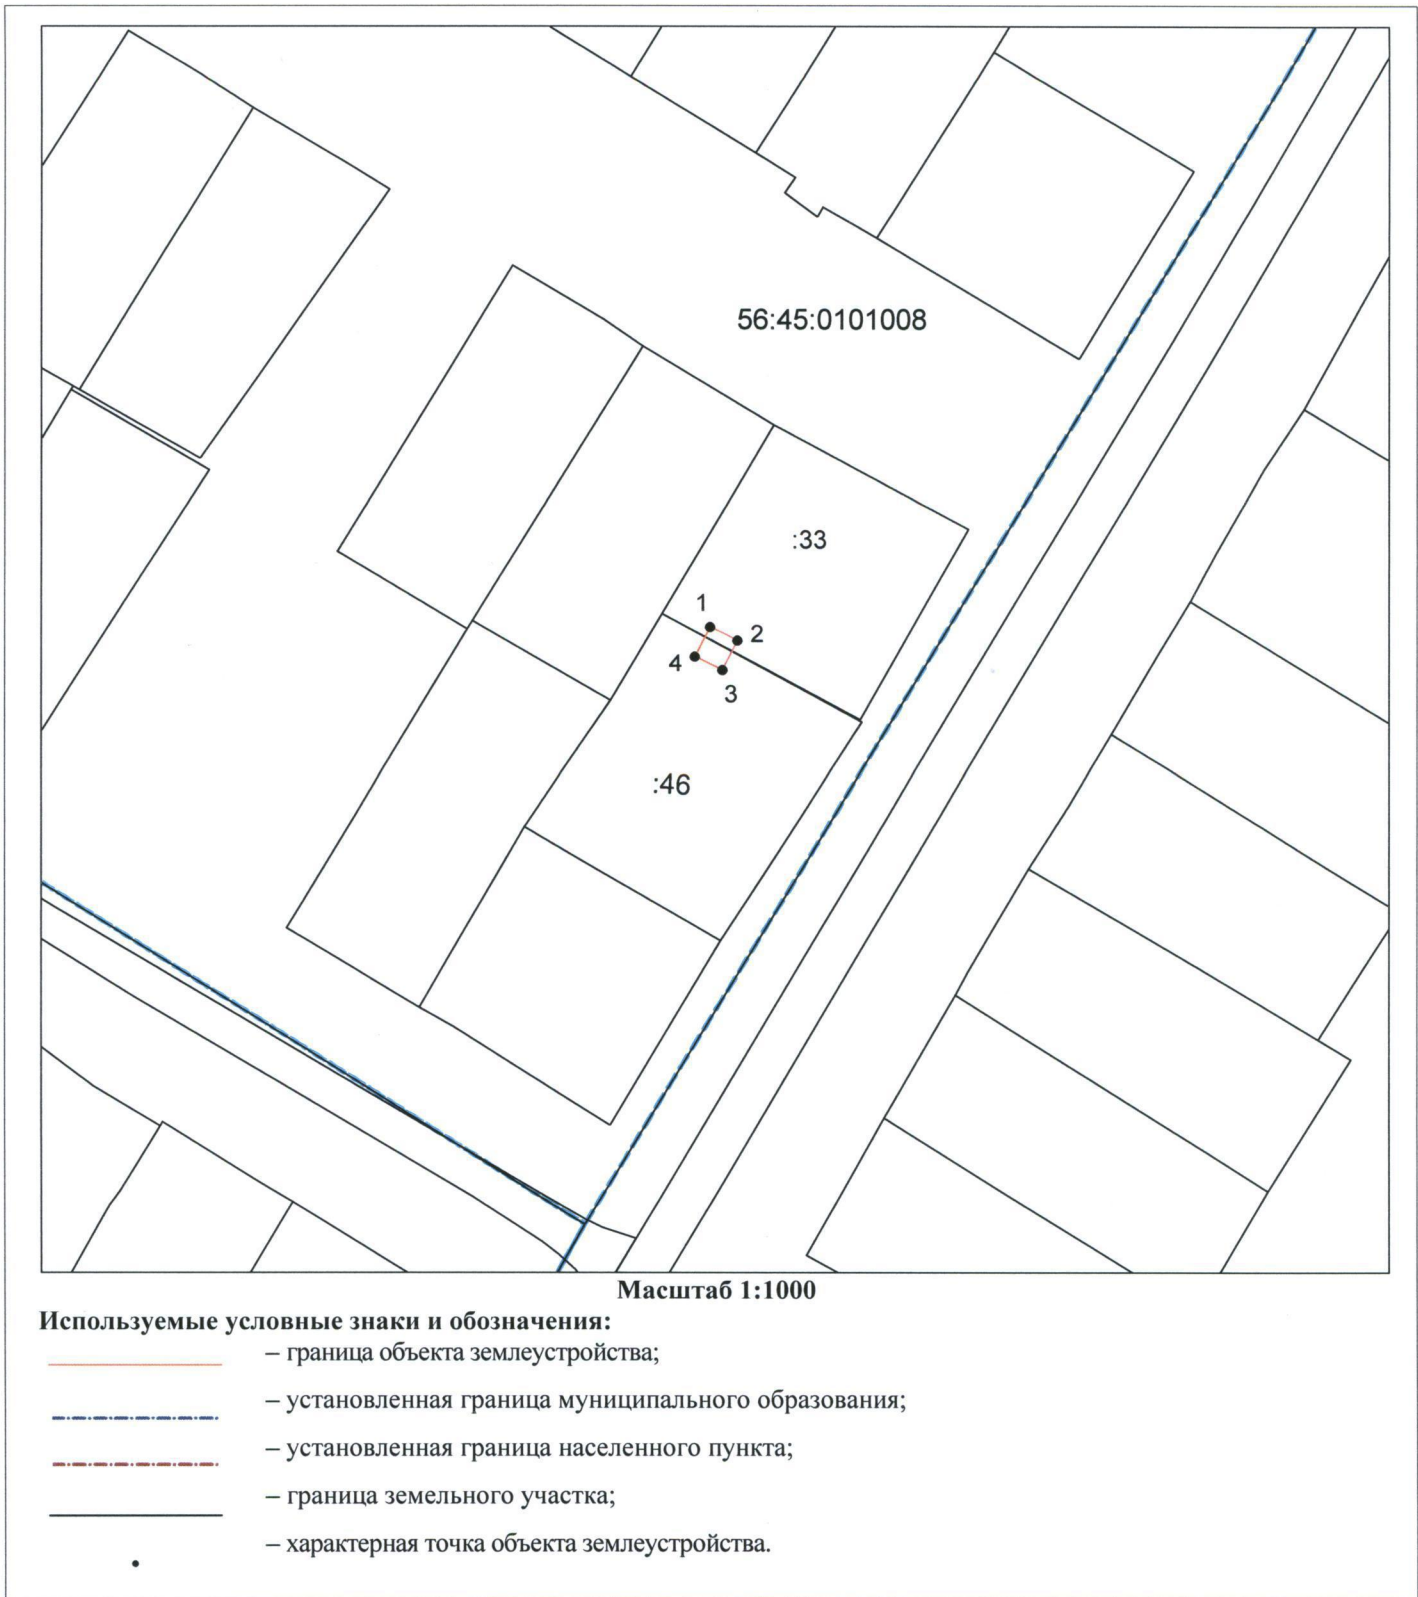 56:45:0101008
:33
1
2
4
3
:46
Масштаб 1:1000
Используемые условные знаки и обозначения:
– граница объекта землеустройства;
– установленная граница муниципального образования;
– установленная граница населенного пункта;
– граница земельного участка;
– характерная точка объекта землеустройства.